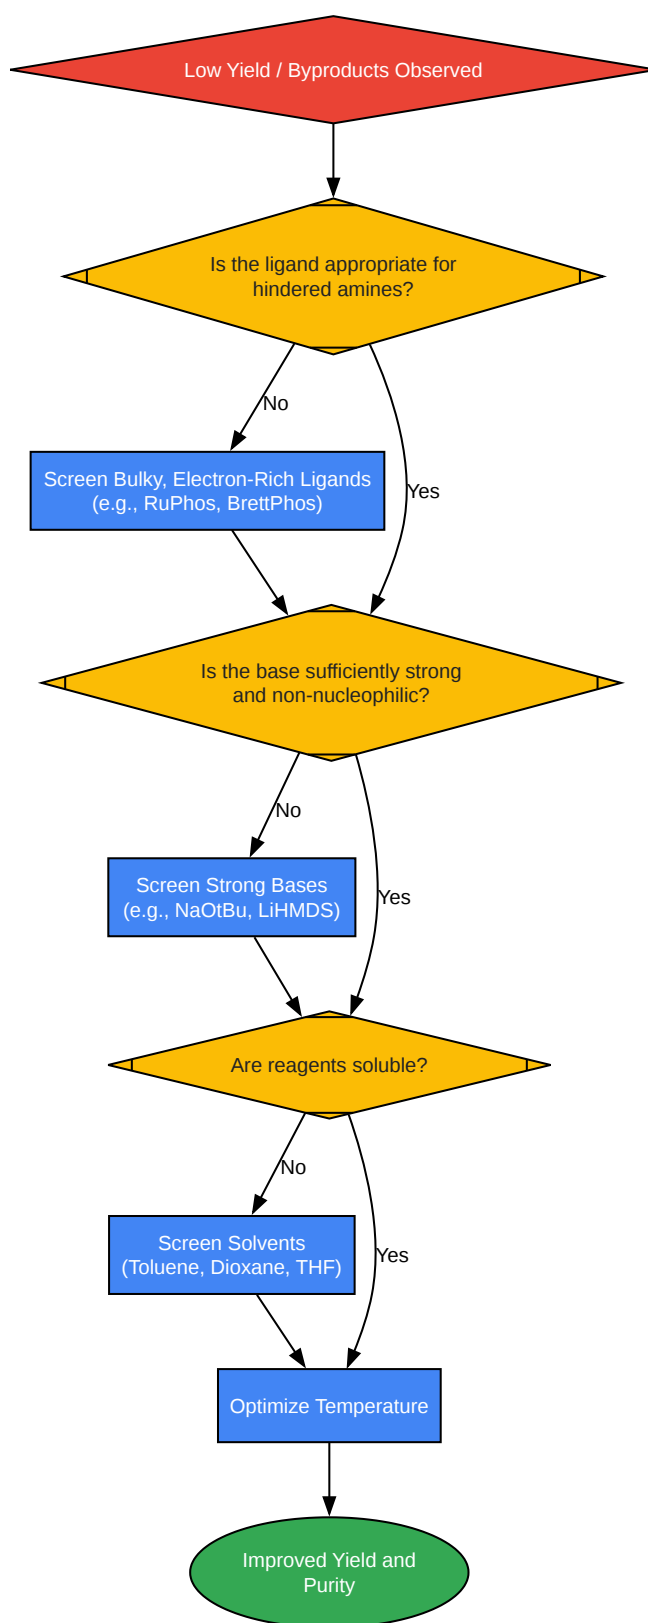 Low Yield / Byproducts Observed
Is the ligand appropriate for
hindered amines?
No
Screen Bulky, Electron-Rich Ligands
(e.g., RuPhos, BrettPhos)
Yes
Is the base sufficiently strong
and non-nucleophilic?
No
Screen Strong Bases
(e.g., NaOtBu, LiHMDS)
Yes
Are reagents soluble?
No
Screen Solvents
(Toluene, Dioxane, THF)
Yes
Optimize Temperature
Improved Yield and
Purity